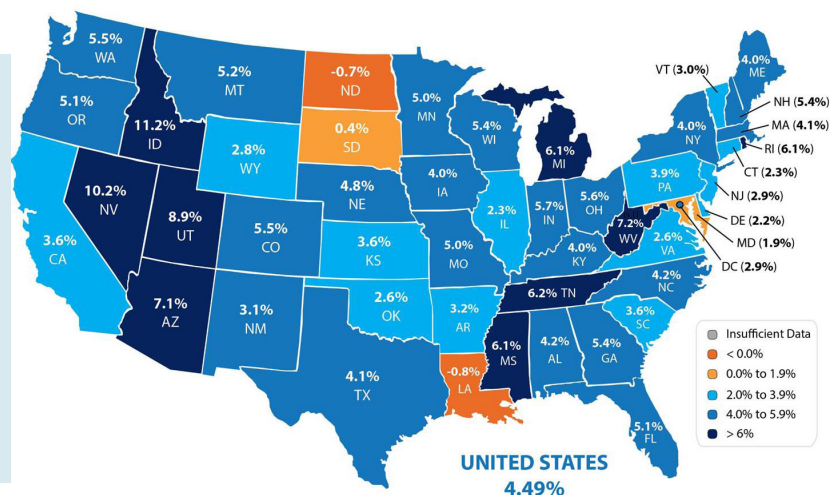 5.5%
WA
5.1%
OR
3.6%
CA
11.2%
ID
10.2%
NV
8.9%
UT
7.1%
AZ
5.2%
MT
2.8%
WY
5.5%
CO
3.1%
NM
-0.7%
ND
0.4%
SD
4.8%
NE
3.6%
KS
2.6%
OK
4.1%
TX
5.0%
MN
4.0%
IA
5.0%
MO
3.2%
AR
-0.8%
LA
5.4%
WI
2.3%
IL
6.1%
MI
5.7%
IN
5.6%
OH
4.0%
KY
6.2% TN
6.1%
MS
4.2%
AL
5.4%
GA
5.1%
FL
3.6%
SC
4.2%
NC
2.6%
VA
7.2%
WV
3.9%
PA
4.0%
NY
4.0%
ME
VT (3.0%)
NH (5.4%)
MA (4.1%)
RI (6.1%)
CT (2.3%)
NJ (2.9%)
DE (2.2%)
MD (1.9%)
DC (2.9%)
Insufficient Data
< 0.0%
0.0% to 1.9%
2.0% to 3.9%
4.0% to 5.9%
> 6%
UNITED STATES
4.49%